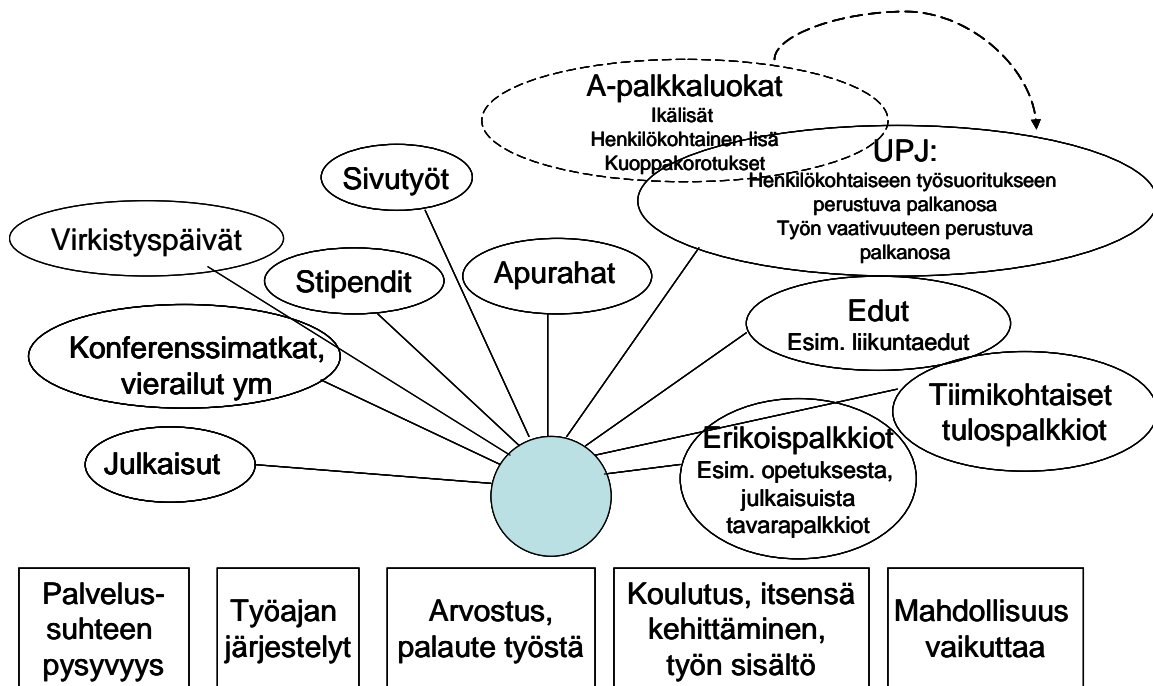 A-palkkaluokat
Ikälisät
Henkilökohtainen lisä
Kuoppakorotukset
UPJ:
Henkilökohtaiseen työsuoritukseen
perustuva palkanosa
Työn vaativuuteen perustuva
palkanosa
Sivutyöt
Virkistyspäivät
Stipendit
Apurahat
Edut
Esim. liikuntaedut
Konferenssimatkat,
vierailut ym
Tiimikohtaiset
tulospalkkiot
Erikoispalkkiot
Esim. opetuksesta,
julkaisuista
tavarapalkkiot
Julkaisut
Palvelus-
suhteen
pysyvyys
Työajan
järjestelyt
Arvostus,
palaute työstä
Koulutus, itsensä
kehittäminen,
työn sisältö
Mahdollisuus
vaikuttaa